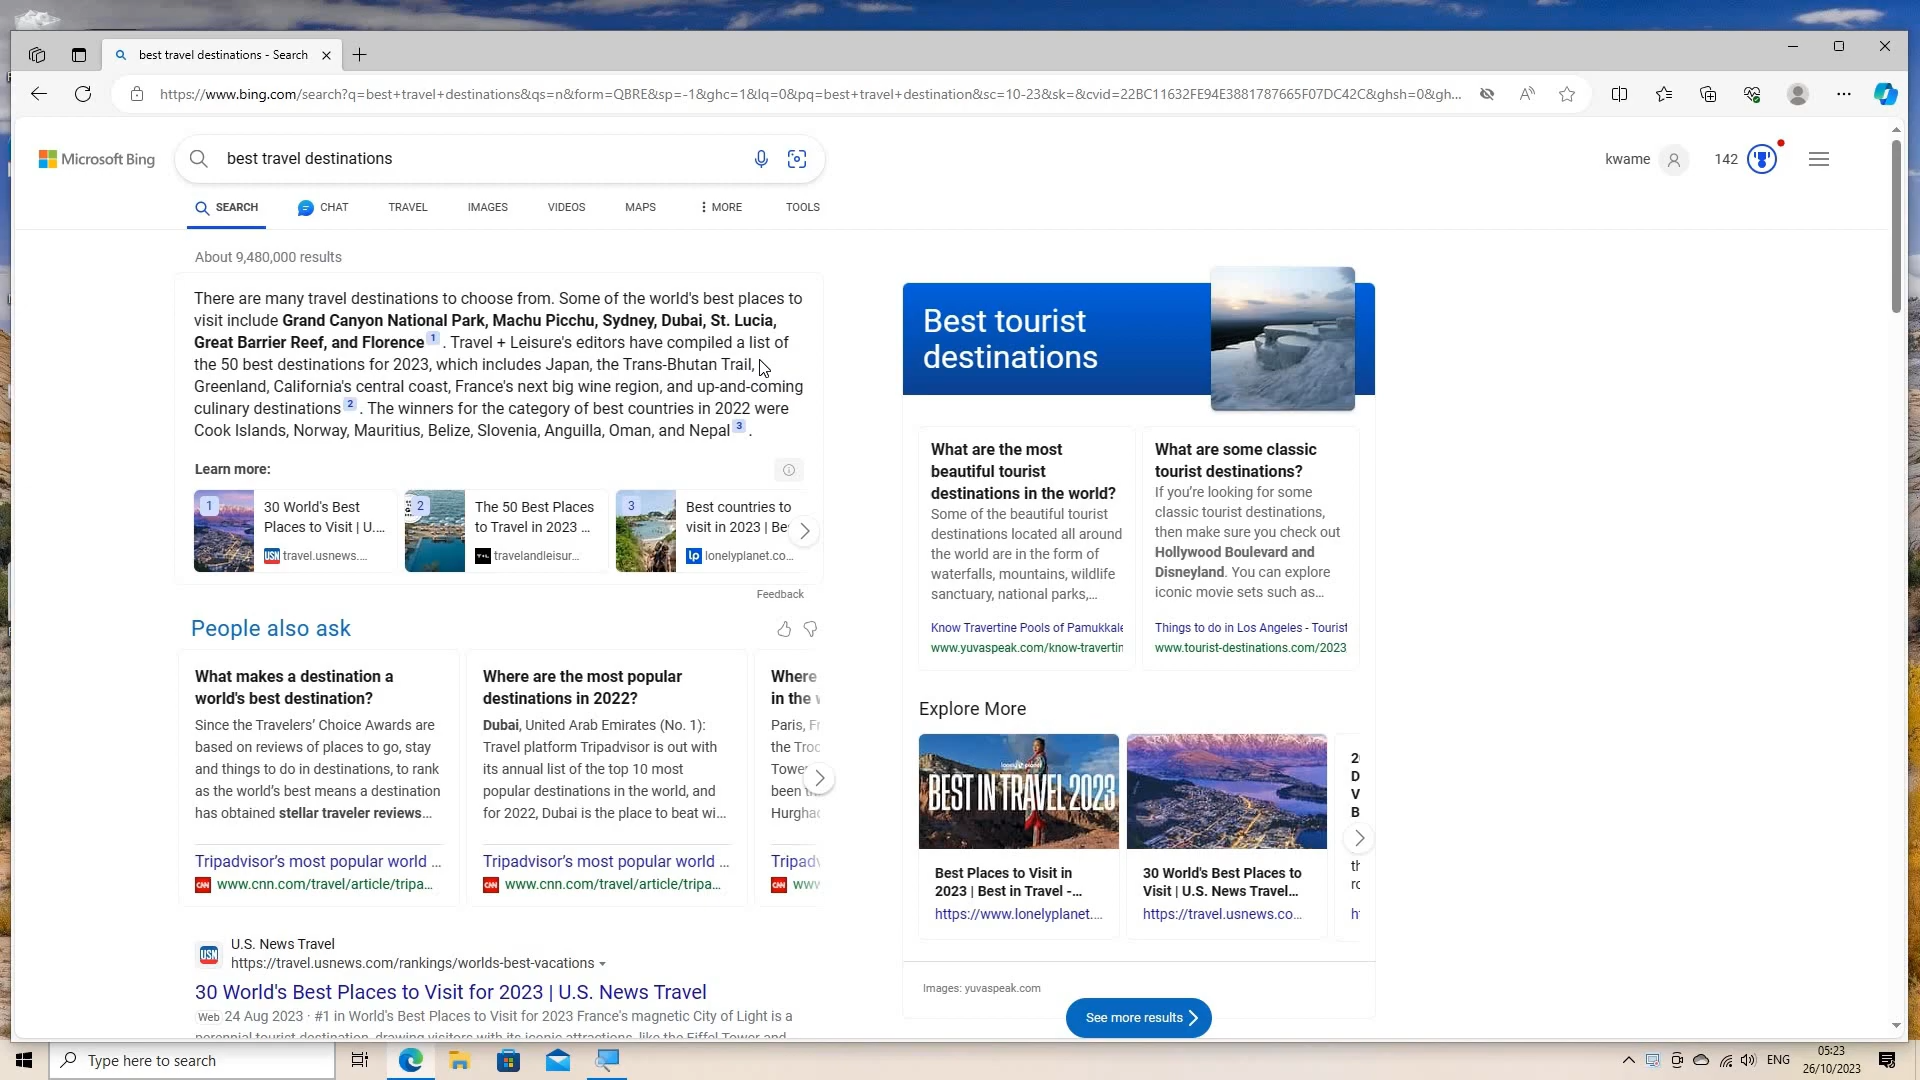 best travel destinations - Search
https://www.bing.com/search?q=best+travel+destinations&qs=n&form=QBRE&sp=-1&ghc=1&lq=0&pq=best+travel+destination&sc=10-23&sk=&cvid=22BC11632FE94E3881787665F07DC42C&ghsh=0&gh...
Microsoft Bing
best travel destinations
kwame
142
SEARCH CHAT TRAVEL IMAGES VIDEOS MAPS MORE TOOLS
About 9,480,000 results
There are many travel destinations to choose from. Some of the world's best places to
visit include Grand Canyon National Park, Machu Picchu, Sydney, Dubai, St. Lucia,
Great Barrier Reef, and Florence 1 . Travel + Leisure's editors have compiled a list of
the 50 best destinations for 2023, which includes Japan, the Trans-Bhutan Trail,
Greenland, California's central coast, France's next big wine region, and up-and-coming
culinary destinations 2 . The winners for the category of best countries in 2022 were
Cook Islands, Norway, Mauritius, Belize, Slovenia, Anguilla, Oman, and Nepal 3 .
Learn more:
1
30 World's Best
Places to Visit | U....
USN travel.usnews....
2
The 50 Best Places
to Travel in 2023 ...
T+L travelandleisur...
3
Best countries to
visit in 2023 | Be
lp lonelyplanet.co...
Feedback
People also ask
What makes a destination a
world's best destination?
Since the Travelers' Choice Awards are
based on reviews of places to go, stay
and things to do in destinations, to rank
as the world's best means a destination
has obtained stellar traveler reviews...
Tripadvisor's most popular world ...
CNN www.cnn.com/travel/article/tripa...
Where are the most popular
destinations in 2022?
Dubai, United Arab Emirates (No. 1):
Travel platform Tripadvisor is out with
its annual list of the top 10 most
popular destinations in the world, and
for 2022, Dubai is the place to beat wi...
Tripadvisor's most popular world ...
CNN www.cnn.com/travel/article/tripa...
Where
in the
Paris, Fr
the Troc
Towe
been t
Hurghad
Tripadv
CNN www
U.S. News Travel
https://travel.usnews.com/rankings/worlds-best-vacations
30 World's Best Places to Visit for 2023 | U.S. News Travel
Web 24 Aug 2023 · #1 in World's Best Places to Visit for 2023 France's magnetic City of Light is a
perennial tourist destination, drawing visitors with its iconic attractions, like the Eiffel Tower and
Best tourist
destinations
What are the most
beautiful tourist
destinations in the world?
Some of the beautiful tourist
destinations located all around
the world are in the form of
waterfalls, mountains, wildlife
sanctuary, national parks,...
Know Travertine Pools of Pamukkale
www.yuvaspeak.com/know-travertin
What are some classic
tourist destinations?
If you're looking for some
classic tourist destinations,
then make sure you check out
Hollywood Boulevard and
Disneyland. You can explore
iconic movie sets such as...
Things to do in Los Angeles - Tourist
www.tourist-destinations.com/2023
Explore More
lonely planet
BEST IN TRAVEL 2023
Best Places to Visit in
2023 | Best in Travel -...
https://www.lonelyplanet....
30 World's Best Places to
Visit | U.S. News Travel...
https://travel.usnews.co...
2
D
V
B
th
ro
ht
Images: yuvaspeak.com
See more results
Type here to search
ENG
05:23
26/10/2023